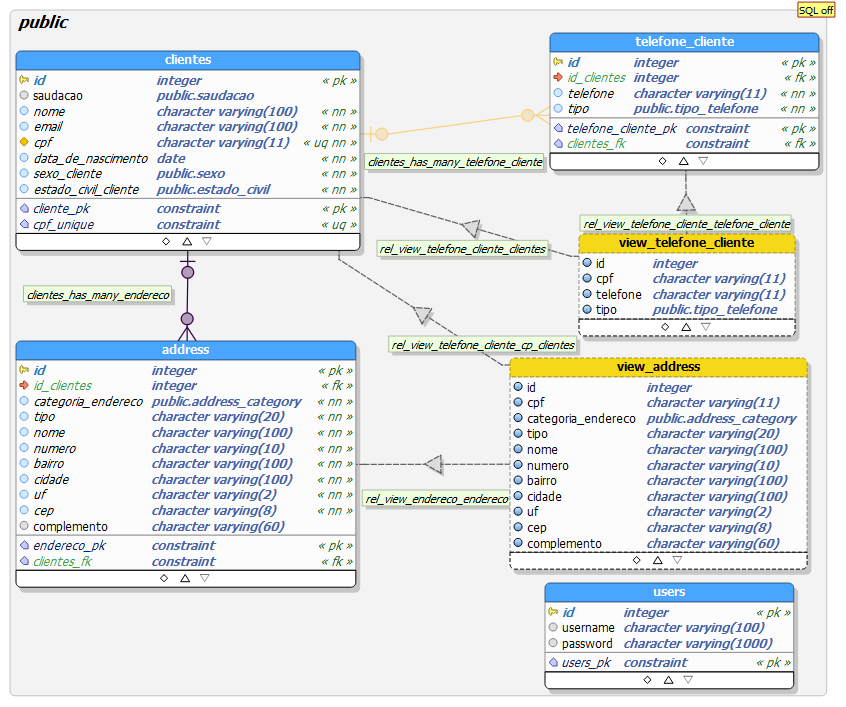 SQL off
public
clientes
id integer « pk »
saudacao public.saudacao
nome character varying(100) « nn »
email character varying(100) « nn »
cpf character varying(11) « uq nn »
data_de_nascimento date « nn »
sexo_cliente public.sexo « nn »
estado_civil_cliente public.estado_civil « nn »
cliente_pk constraint « pk »
cpf_unique constraint « uq »
telefone_cliente
id integer « pk »
id_clientes integer « fk »
telefone character varying(11) « nn »
tipo public.tipo_telefone « nn »
telefone_cliente_pk constraint « pk »
clientes_fk constraint « fk »
clientes_has_many_telefone_cliente
rel_view_telefone_cliente_telefone_cliente
rel_view_telefone_cliente_clientes
view_telefone_cliente
id integer
cpf character varying(11)
telefone character varying(11)
tipo public.tipo_telefone
clientes_has_many_endereco
rel_view_telefone_cliente_cp_clientes
address
id integer « pk »
id_clientes integer « fk »
categoria_endereco public.address_category « nn »
tipo character varying(20) « nn »
nome character varying(100) « nn »
numero character varying(10) « nn »
bairro character varying(100) « nn »
cidade character varying(100) « nn »
uf character varying(2) « nn »
cep character varying(8) « nn »
complemento character varying(60)
endereco_pk constraint « pk »
clientes_fk constraint « fk »
rel_view_endereco_endereco
view_address
id integer
cpf character varying(11)
categoria_endereco public.address_category
tipo character varying(20)
nome character varying(100)
numero character varying(10)
bairro character varying(100)
cidade character varying(100)
uf character varying(2)
cep character varying(8)
complemento character varying(60)
users
id integer « pk »
username character varying(100)
password character varying(1000)
users_pk constraint « pk »